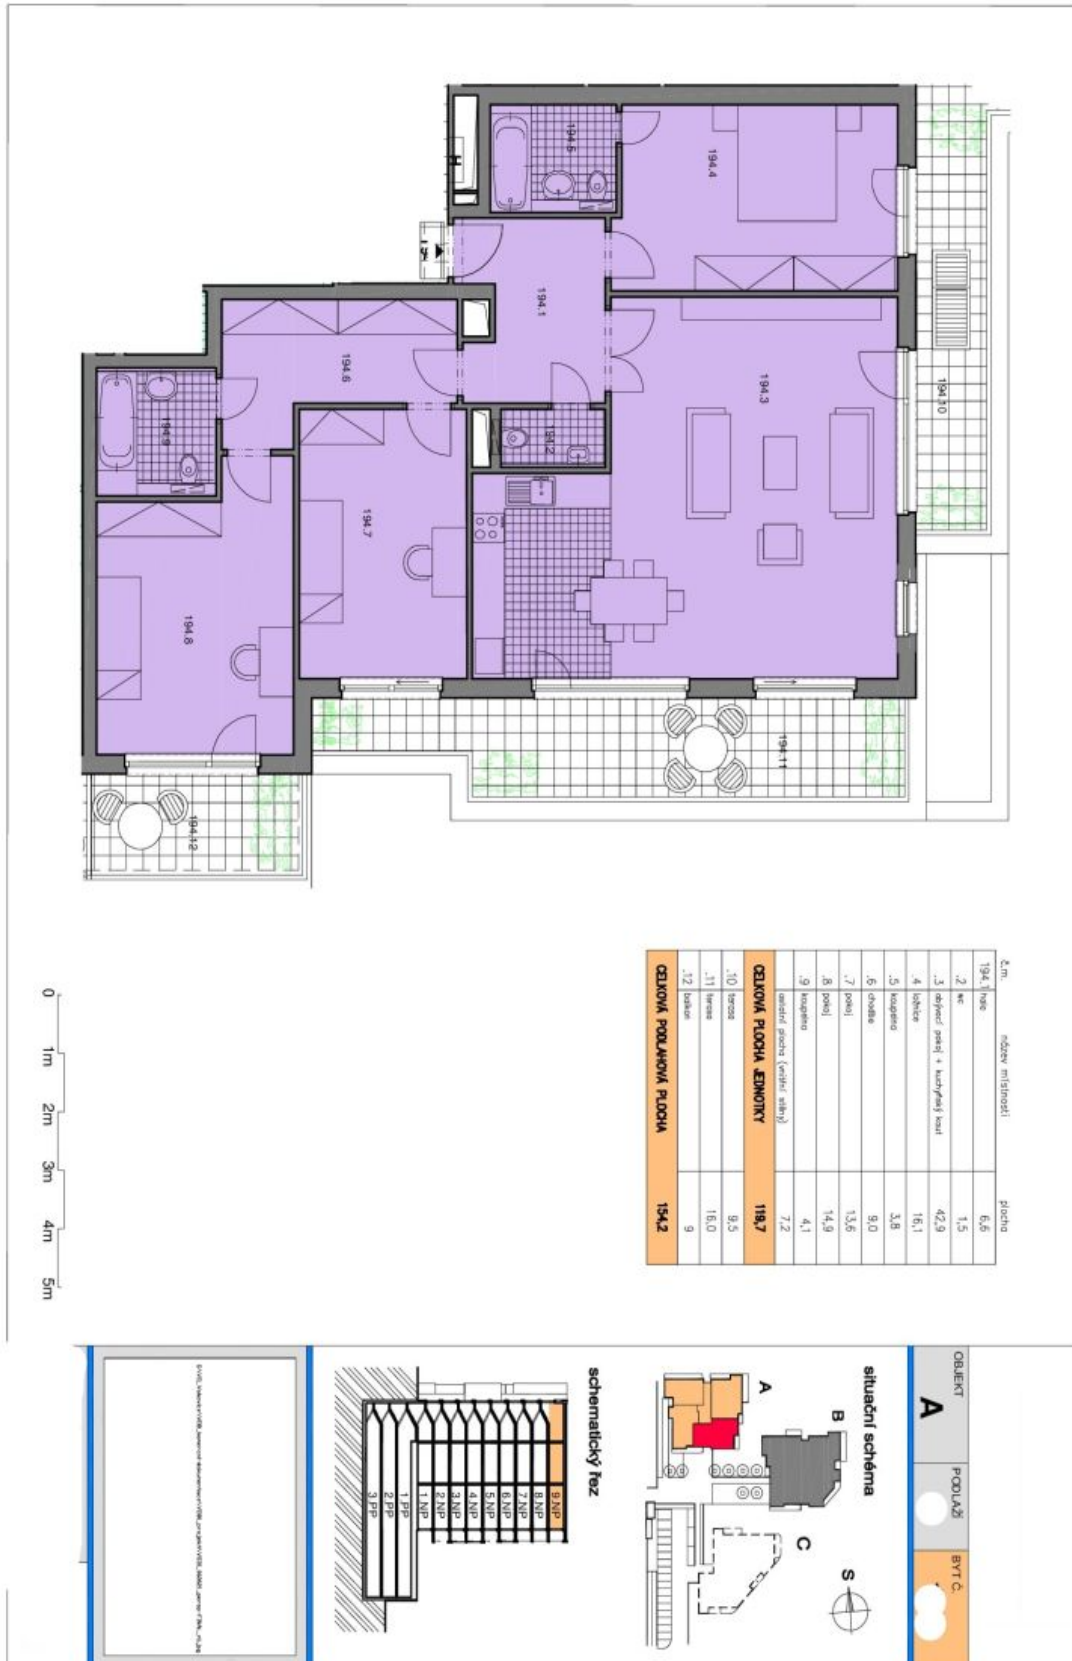 194.5
194.4
194.1
194.6
194.3
194.10
194.9
194.2
194.7
194.8
194.11
194.12
č.m. název místnosti plocha
194.1 hala 6,6
.2 wc 1,5
.3 obývací pokoj + kuchyňský kout 42,9
.4 ložnice 16,1
.5 koupelna 3,8
.6 chodba 9,0
.7 pokoj 13,6
.8 pokoj 14,9
.9 koupelna 4,1
ostatní plocha (vnitřní stěny) 7,2
CELKOVÁ PLOCHA JEDNOTKY 119,7
.10 terasa 9,5
.11 terasa 16,0
.12 balkon 9
CELKOVÁ PODLAHOVÁ PLOCHA 154,2
0 1m 2m 3m 4m 5m
OBJEKT PODLAŽÍ BYT Č.
A
situační schéma
A B C
S
schematický řez
9.NP
8.NP
7.NP
6.NP
5.NP
4.NP
3.NP
2.NP
1.NP
1.PP
2.PP
3.PP